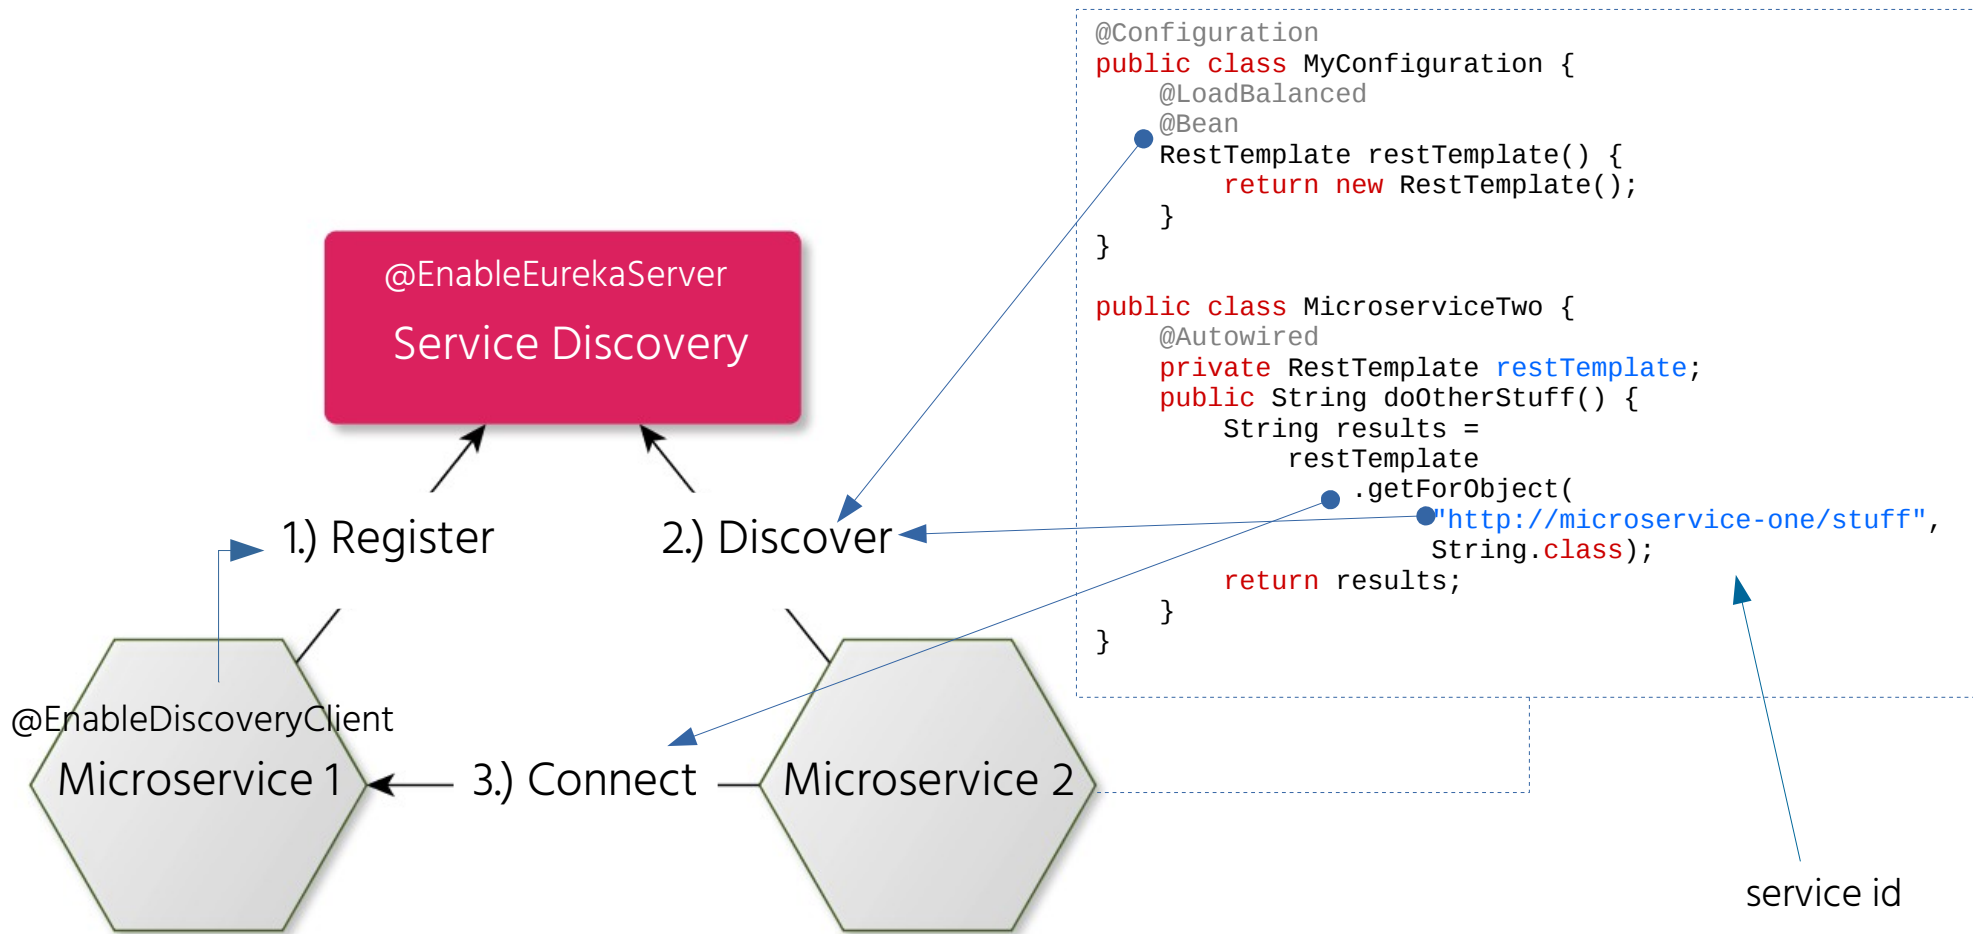 @Configuration
public class MyConfiguration {
    @LoadBalanced
    @Bean
    RestTemplate restTemplate() {
        return new RestTemplate();
    }
}
public class MicroserviceTwo {
    @Autowired
    private RestTemplate restTemplate;
    public String doOtherStuff() {
        String results =
            restTemplate
                .getForObject(
                     "http://microservice-one/stuff",
                     String.class);
        return results;
    }
}
@EnableEurekaServer
Service Discovery
1.) Register
2.) Discover
@EnableDiscoveryClient
Microservice 1
3.) Connect
Microservice 2
service id